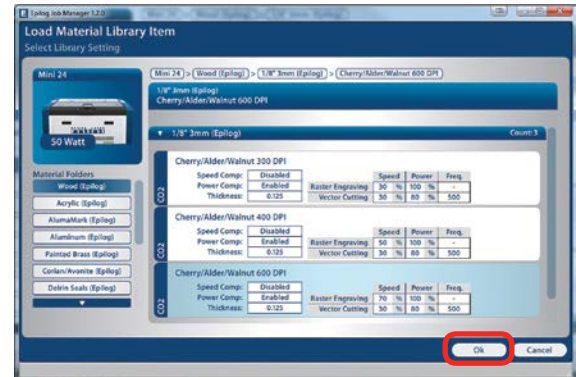 Epilog Job Manager 1.2.0
Load Material Library Item
Select Library Setting
Mini 24
50 Watt
Material Folders
Wood (Epilog)
Acrylic (Epilog)
AlumaMark (Epilog)
Aluminum (Epilog)
Painted Brass (Epilog)
Corian/Avonite (Epilog)
Delrin Seals (Epilog)
Mini 24 > Wood (Epilog) > 1/8" 3mm (Epilog) > Cherry/Alder/Walnut 600 DPI
1/8" 3mm (Epilog)
Cherry/Alder/Walnut 600 DPI
1/8" 3mm (Epilog) Count: 3
CO2
Cherry/Alder/Walnut 300 DPI
Speed Comp: Disabled Speed Power Freq.
Power Comp: Enabled Raster Engraving 30 % 100 % -
Thickness: 0.125 Vector Cutting 30 % 80 % 500
CO2
Cherry/Alder/Walnut 400 DPI
Speed Comp: Disabled Speed Power Freq.
Power Comp: Enabled Raster Engraving 50 % 100 % -
Thickness: 0.125 Vector Cutting 30 % 80 % 500
CO2
Cherry/Alder/Walnut 600 DPI
Speed Comp: Disabled Speed Power Freq.
Power Comp: Enabled Raster Engraving 70 % 100 % -
Thickness: 0.125 Vector Cutting 30 % 80 % 500
Ok Cancel